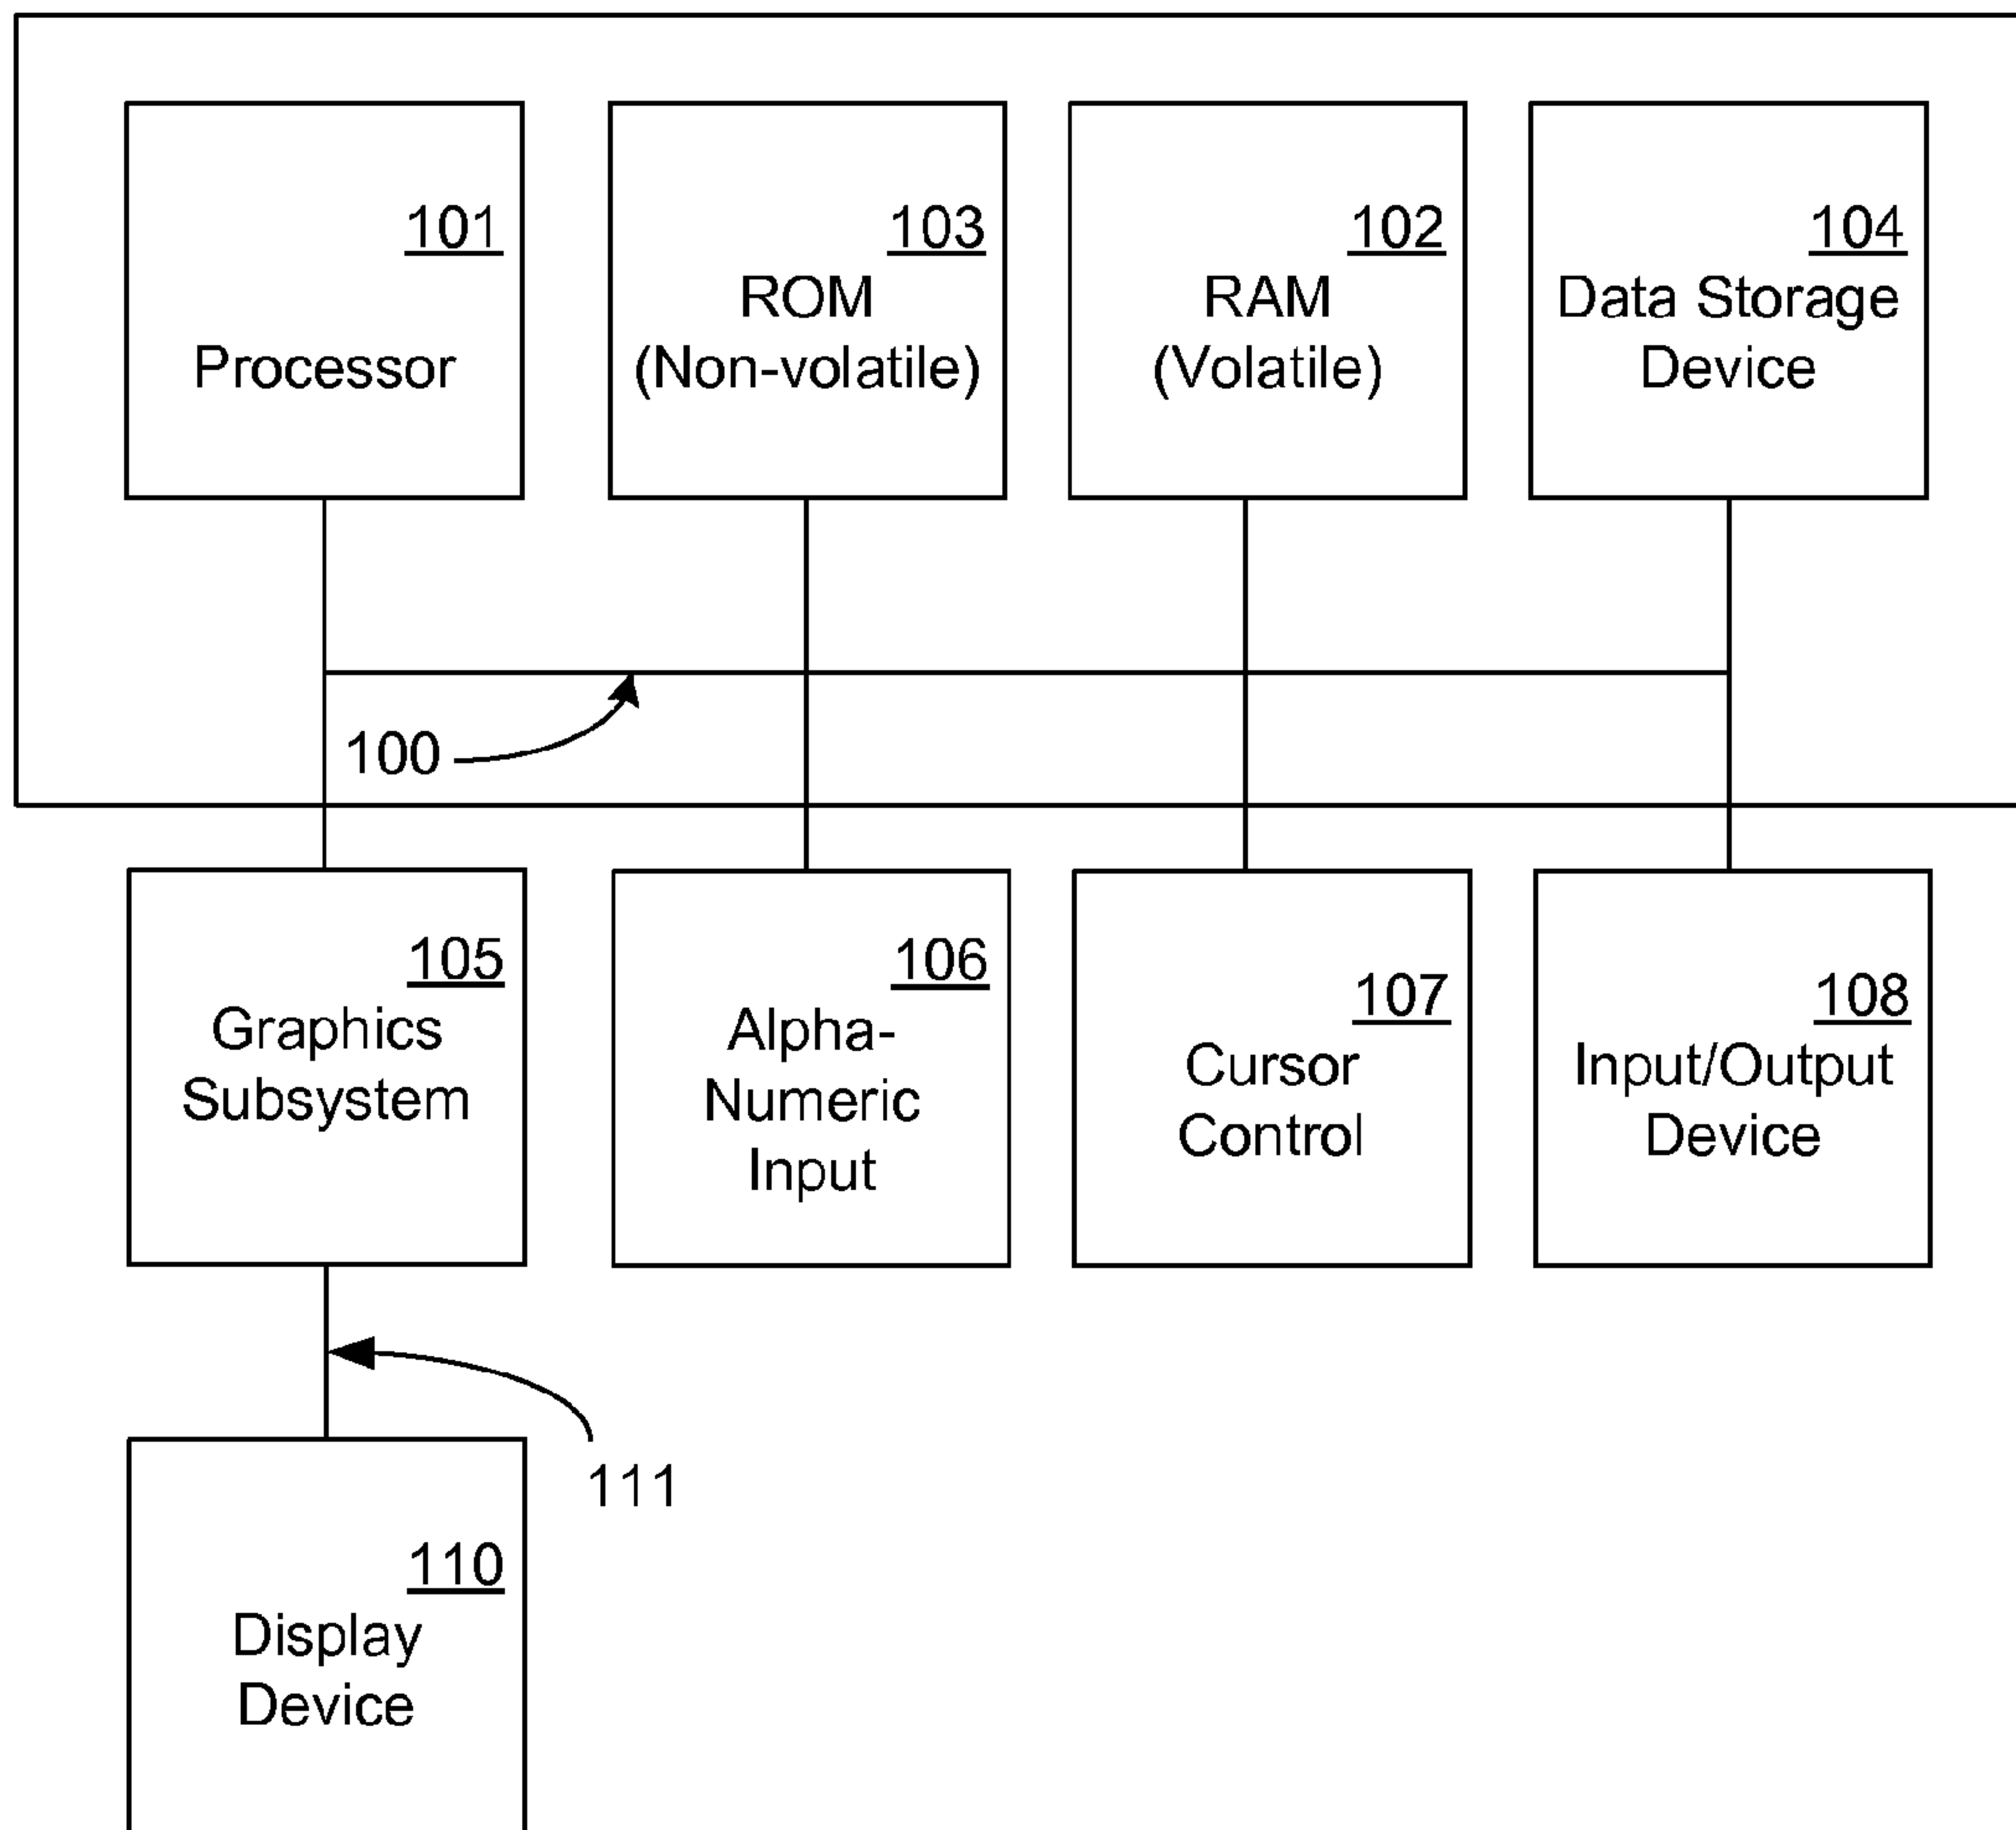 101
Processor
103
ROM
(Non-volatile)
102
RAM
(Volatile)
104
Data Storage
Device
100
105
Graphics
Subsystem
106
Alpha-
Numeric
Input
107
Cursor
Control
108
Input/Output
Device
111
110
Display
Device